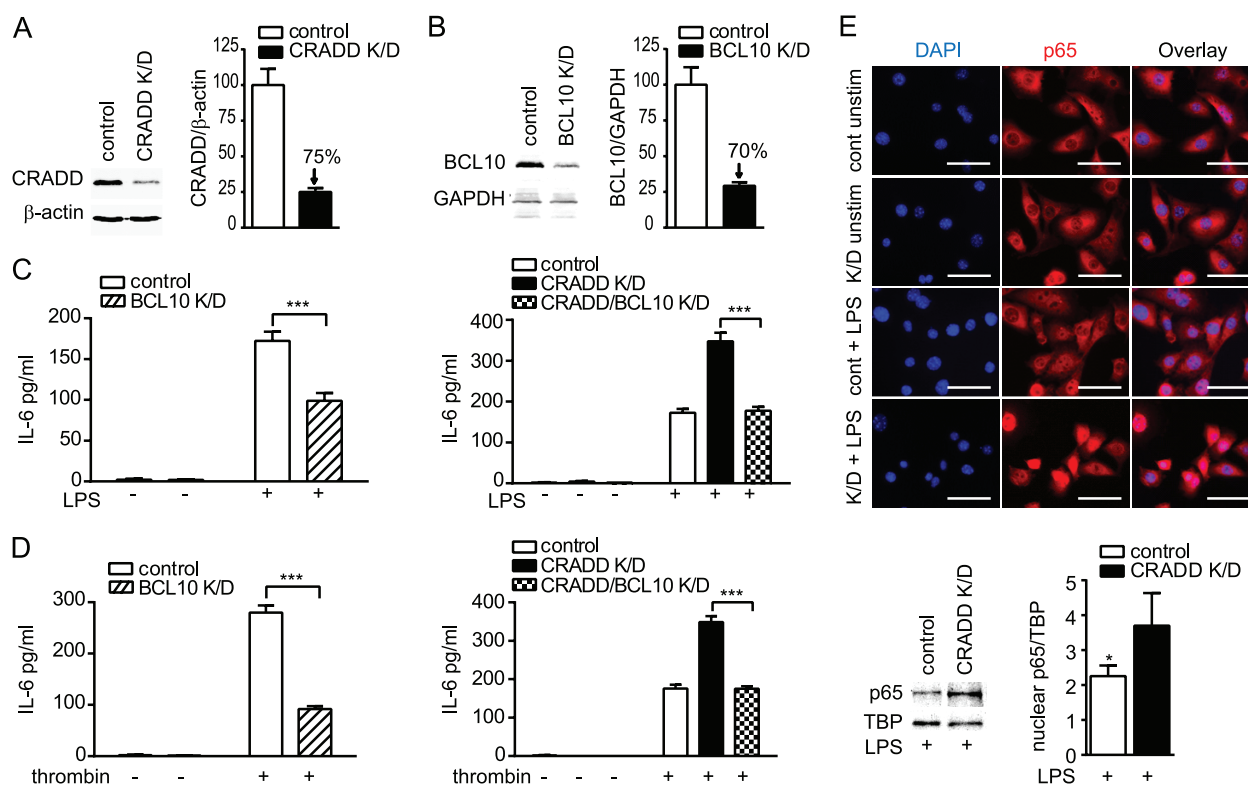 A
control
CRADD K/D
CRADD
β-actin
control
CRADD K/D
CRADD/β-actin
125
100
75
50
25
0
75%
B
control
BCL10 K/D
BCL10
GAPDH
control
BCL10 K/D
BCL10/GAPDH
125
100
75
50
25
0
70%
C
control
BCL10 K/D
IL-6 pg/ml
200
150
100
50
0
***
LPS - - + +
control
CRADD K/D
CRADD/BCL10 K/D
IL-6 pg/ml
400
300
200
100
0
***
- - - + + +
D
control
BCL10 K/D
IL-6 pg/ml
300
200
100
0
***
thrombin - - + +
control
CRADD K/D
CRADD/BCL10 K/D
IL-6 pg/ml
400
300
200
100
0
***
thrombin - - - + + +
E
DAPI p65 Overlay
cont unstim
K/D unstim
cont + LPS
K/D + LPS
control
CRADD K/D
p65
TBP
LPS + +
control
CRADD K/D
nuclear p65/TBP
5
4
3
2
1
0
*
LPS + +